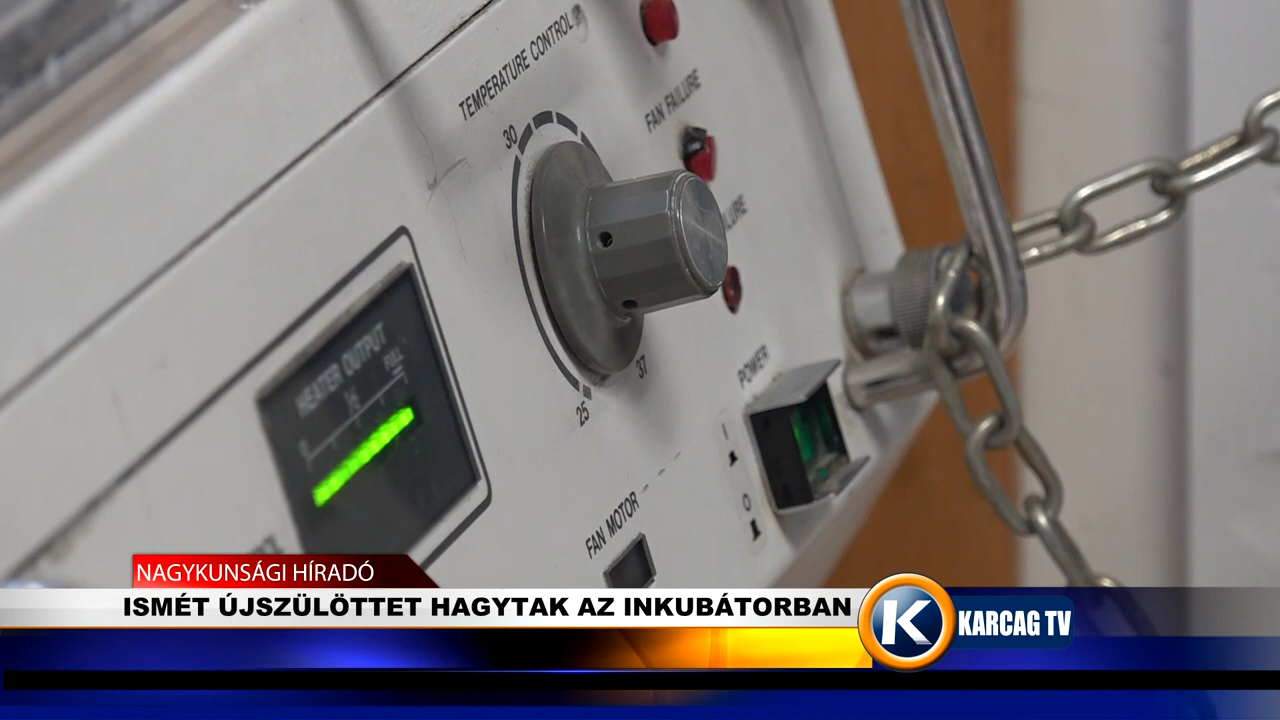 TEMPERATURE CONTROL
30
FAN FAILURE
HEATER OUTPUT
0 ½ FULL
37
25
POWER
I
O
FAN MOTOR
NAGYKUNSÁGI HÍRADÓ
ISMÉT ÚJSZÜLÖTTET HAGYTAK AZ INKUBÁTORBAN
K
KARCAG TV